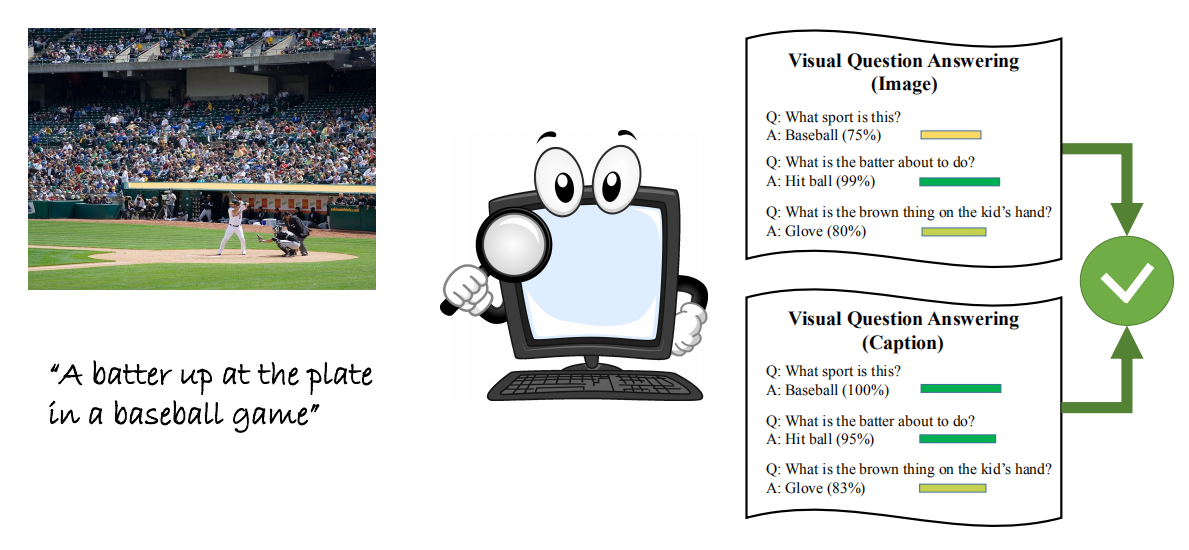 "A batter up at the plate
in a baseball game"
Visual Question Answering
(Image)
Q: What sport is this?
A: Baseball (75%)
Q: What is the batter about to do?
A: Hit ball (99%)
Q: What is the brown thing on the kid's hand?
A: Glove (80%)
Visual Question Answering
(Caption)
Q: What sport is this?
A: Baseball (100%)
Q: What is the batter about to do?
A: Hit ball (95%)
Q: What is the brown thing on the kid's hand?
A: Glove (83%)